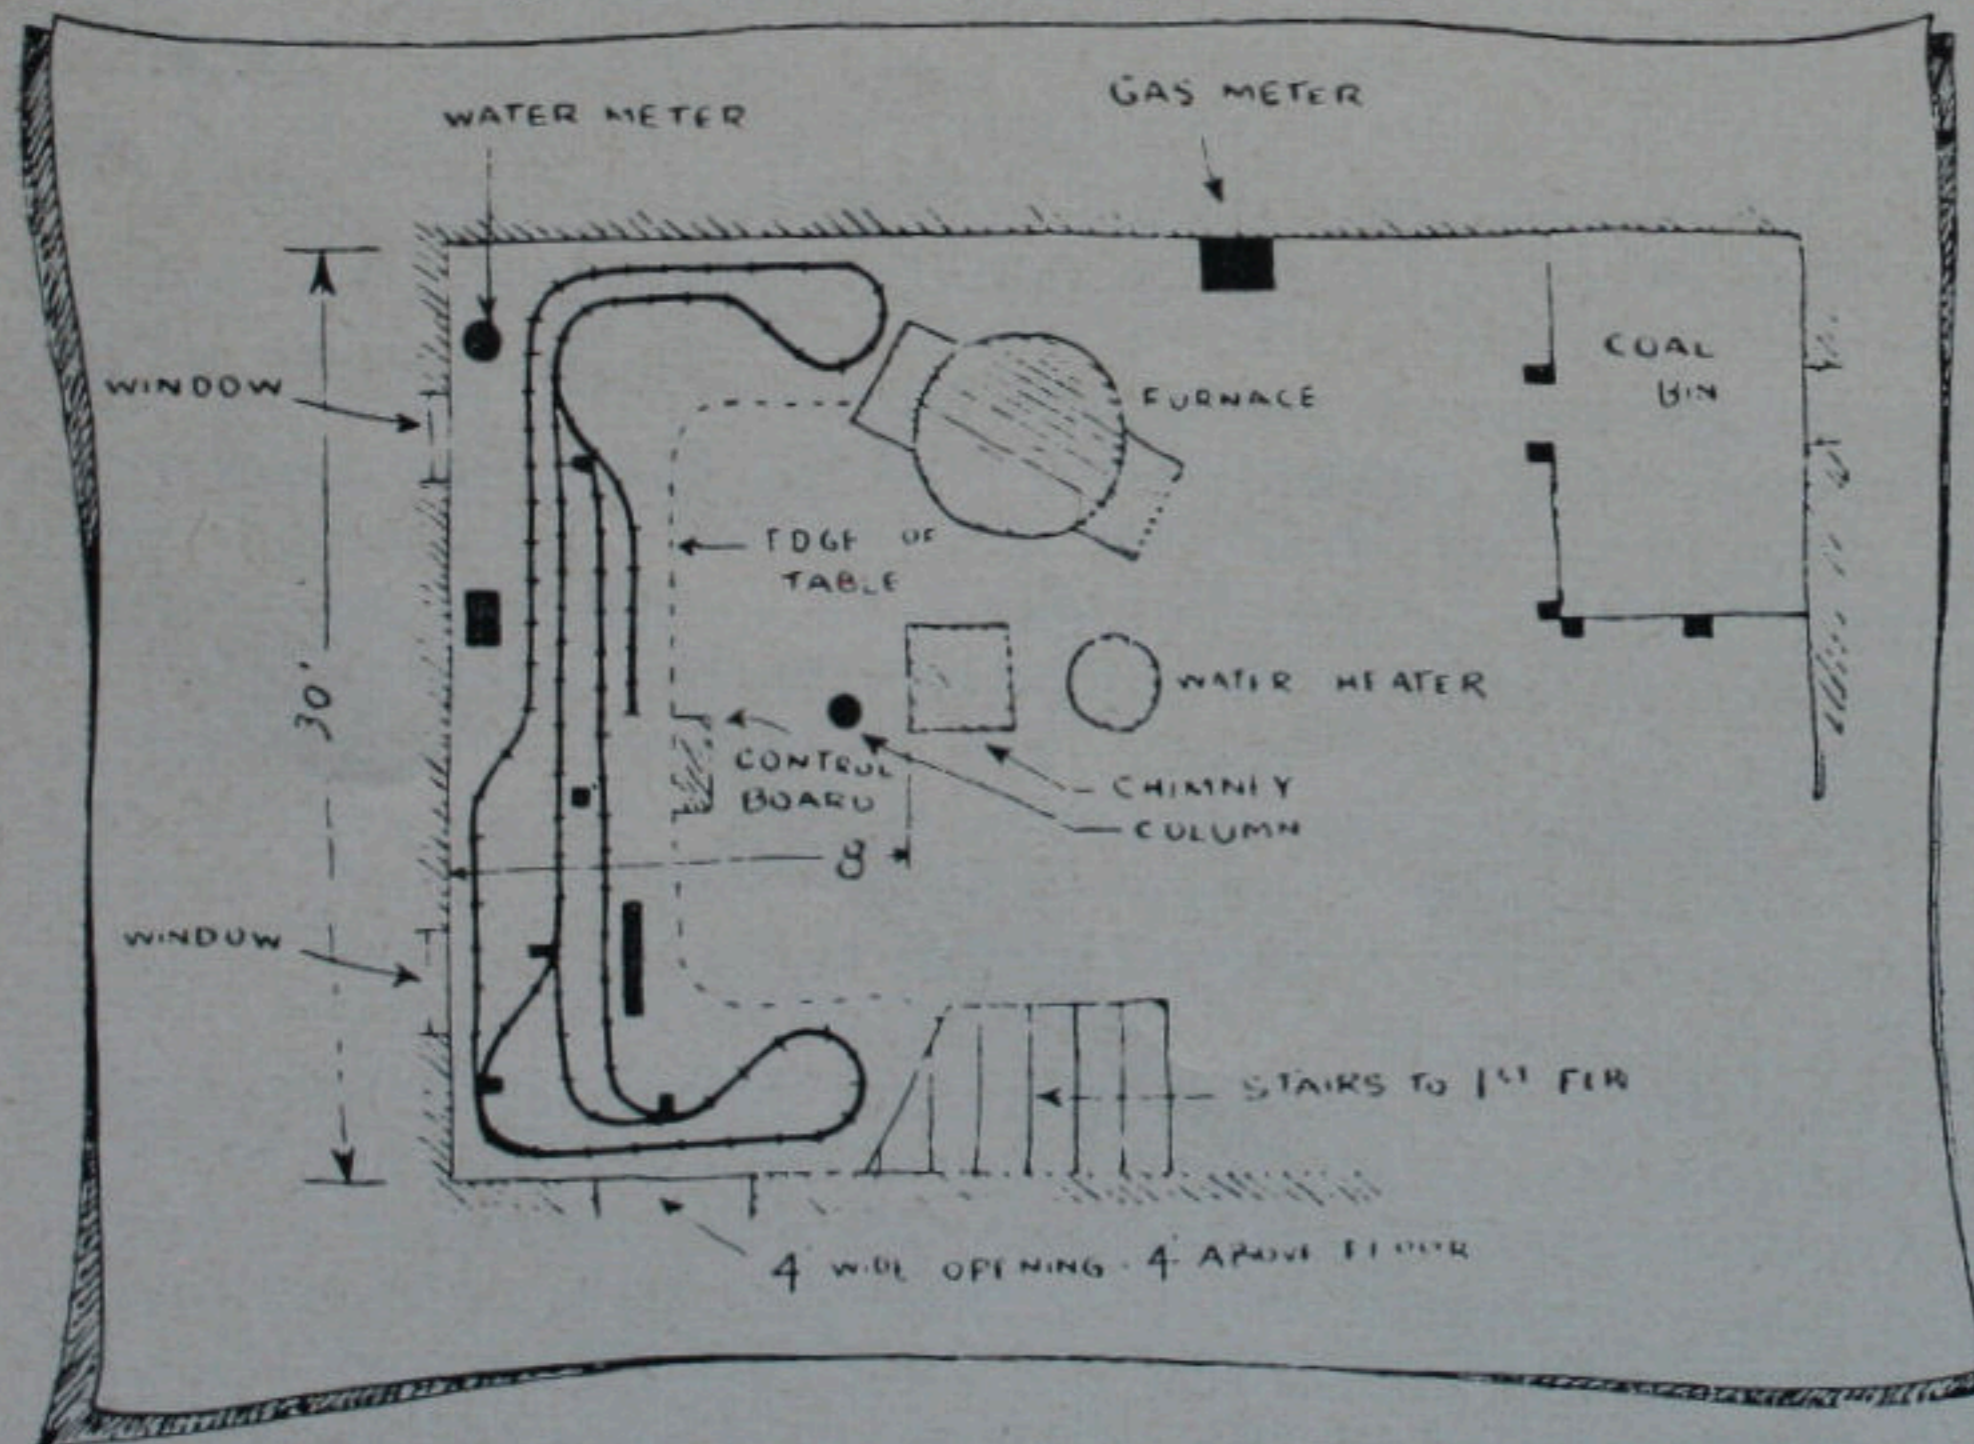 WATER METER
GAS METER
WINDOW
COAL
BIN
FURNACE
EDGE OF
TABLE
30'
WATER HEATER
CONTROL
BOARD
CHIMNEY
COLUMN
8
WINDOW
STAIRS TO 1ST FLR
4' WIDE OPENING - 4' ABOVE FLOOR